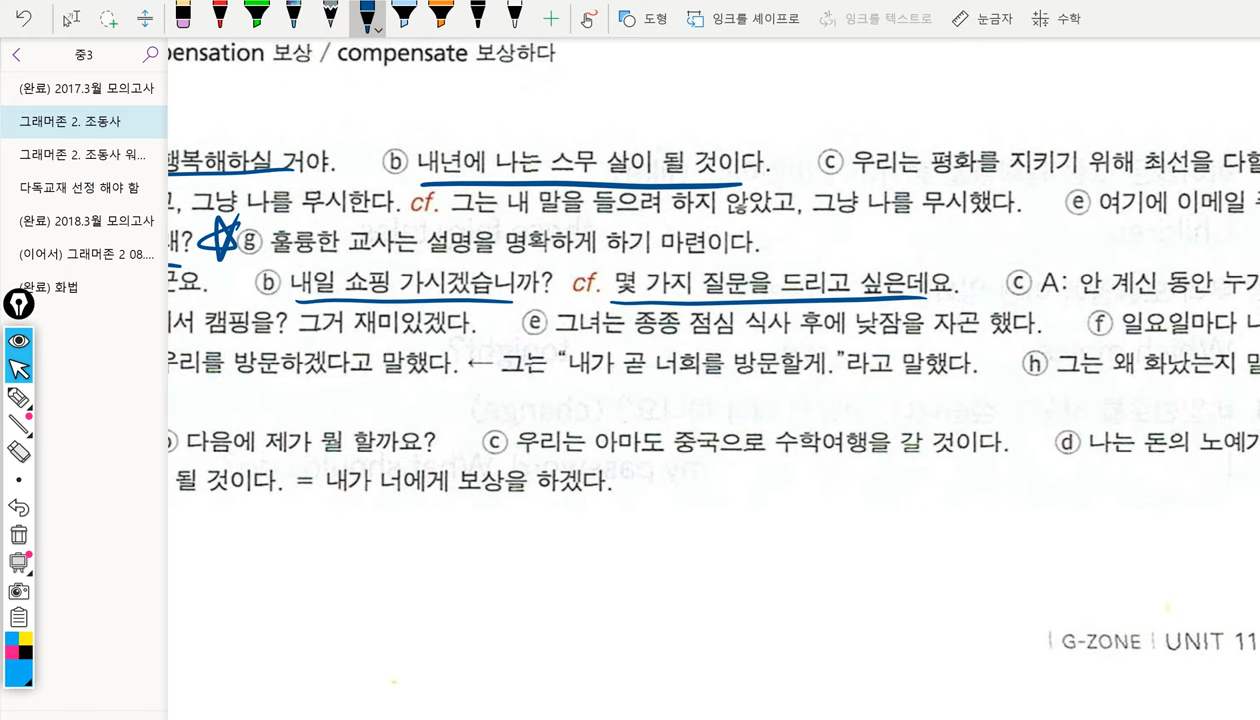 도형
잉크를 셰이프로
잉크를 텍스트로
눈금자
수학
중3
(완료) 2017.3월 모의고사
그래머존 2. 조동사
그래머존 2. 조동사 워...
다독교재 선정 해야 함
(완료) 2018.3월 모의고사
(이어서) 그래머존 2 08....
(완료) 화법
pensation 보상 / compensate 보상하다
행복해하실 거야. ⓑ 내년에 나는 스무 살이 될 것이다. ⓒ 우리는 평화를 지키기 위해 최선을 다할
고, 그냥 나를 무시한다. cf. 그는 내 말을 들으려 하지 않았고, 그냥 나를 무시했다. ⓔ 여기에 이메일 주
래? ⓖ 훌륭한 교사는 설명을 명확하게 하기 마련이다.
군요. ⓑ 내일 쇼핑 가시겠습니까? cf. 몇 가지 질문을 드리고 싶은데요. ⓒ A: 안 계신 동안 누가
에서 캠핑을? 그거 재미있겠다. ⓔ 그녀는 종종 점심 식사 후에 낮잠을 자곤 했다. ⓕ 일요일마다 나
우리를 방문하겠다고 말했다. ← 그는 “내가 곧 너희를 방문할게.”라고 말했다. ⓗ 그는 왜 화났는지 말
ⓑ 다음에 제가 뭘 할까요? ⓒ 우리는 아마도 중국으로 수학여행을 갈 것이다. ⓓ 나는 돈의 노예가
될 것이다. = 내가 너에게 보상을 하겠다.
G-ZONE UNIT 11